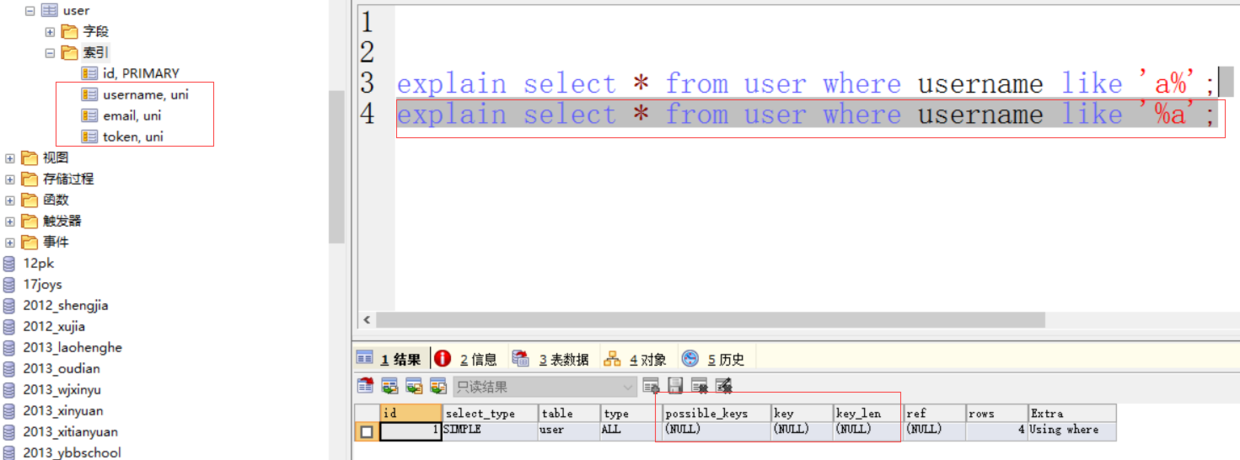 user
字段
索引
id, PRIMARY
username, uni
email, uni
token, uni
视图
存储过程
函数
触发器
事件
12pk
17joys
2012_shengjia
2012_xujia
2013_laohenghe
2013_oudian
2013_wjxinyu
2013_xinyuan
2013_xitianyuan
2013_ybbschool
1
2
3 explain select * from user where username like 'a%';
4 explain select * from user where username like '%a';
1 结果 2 信息 3 表数据 4 对象 5 历史
只读结果
id select_type table type possible_keys key key_len ref rows Extra
1 SIMPLE user ALL (NULL) (NULL) (NULL) (NULL) 4 Using where